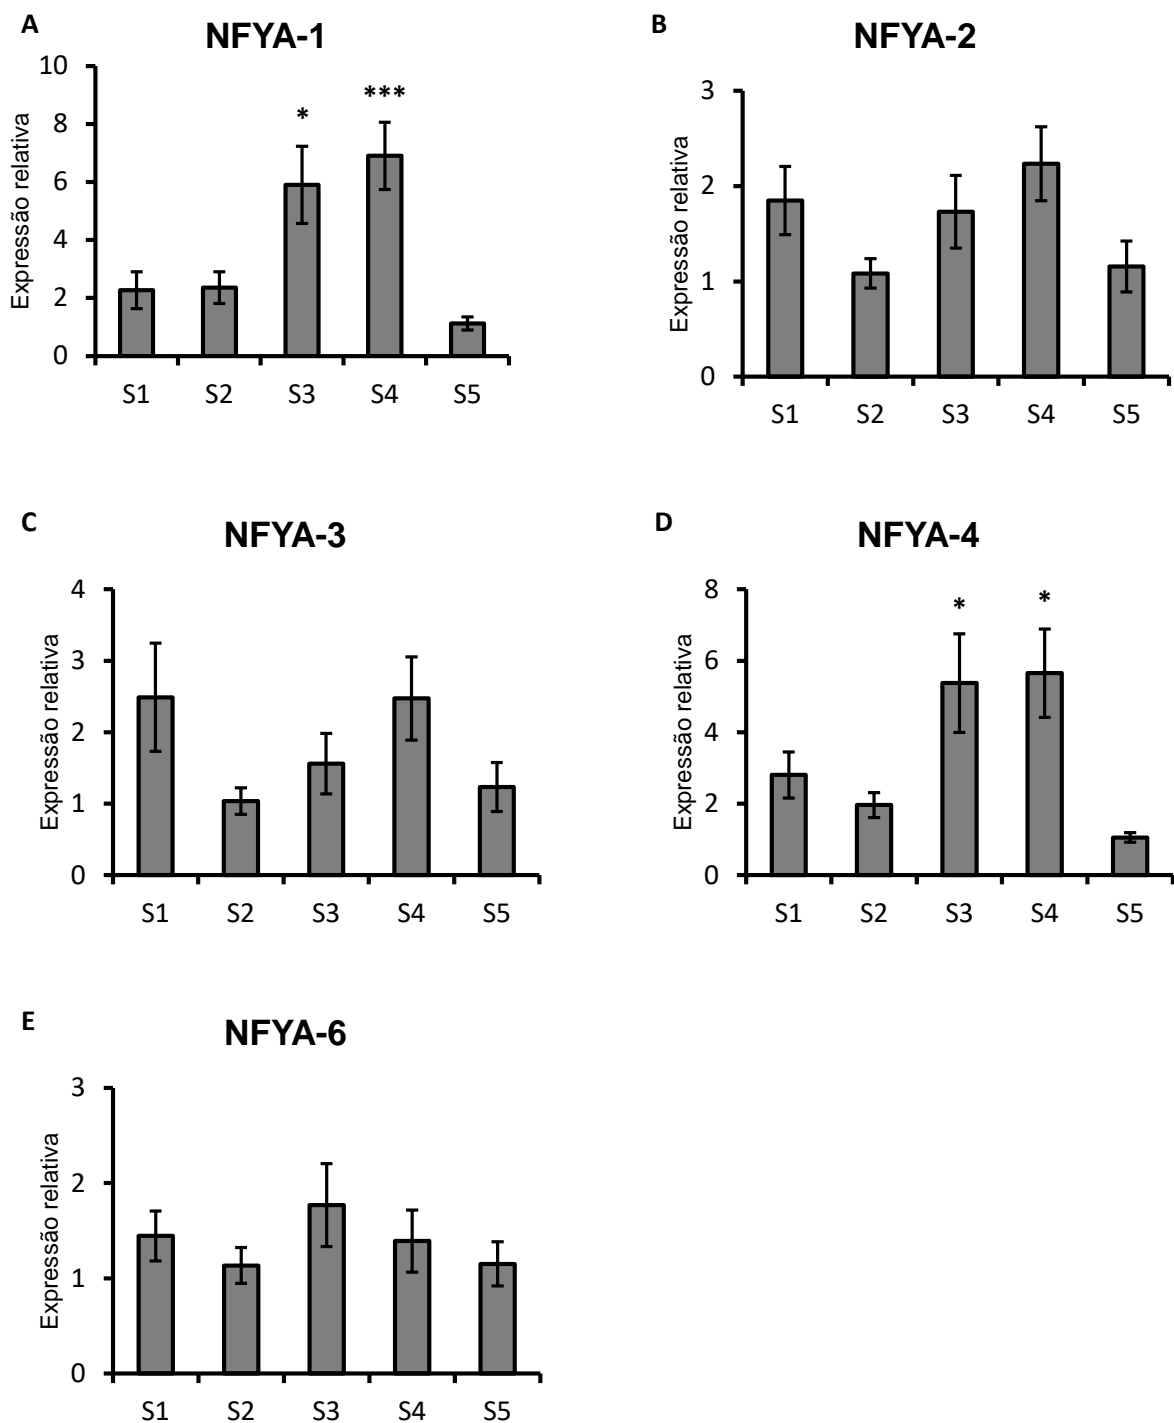 A
NFYA-1
Expressão relativa
10
8
6
4
2
0
*
***
S1 S2 S3 S4 S5
B
NFYA-2
Expressão relativa
3
2
1
0
S1 S2 S3 S4 S5
C
NFYA-3
Expressão relativa
4
3
2
1
0
S1 S2 S3 S4 S5
D
NFYA-4
Expressão relativa
8
6
4
2
0
*
*
S1 S2 S3 S4 S5
E
NFYA-6
Expressão relativa
3
2
1
0
S1 S2 S3 S4 S5